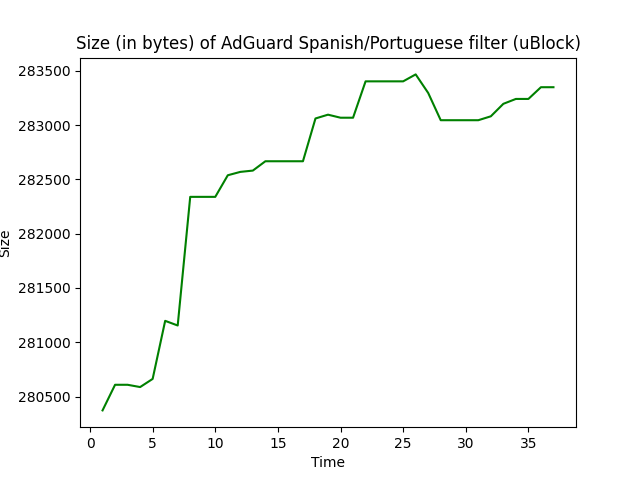 Size (in bytes) of AdGuard Spanish/Portuguese filter (uBlock)
283500
283000
282500
282000
281500
281000
280500
Size
0 5 10 15 20 25 30 35
Time